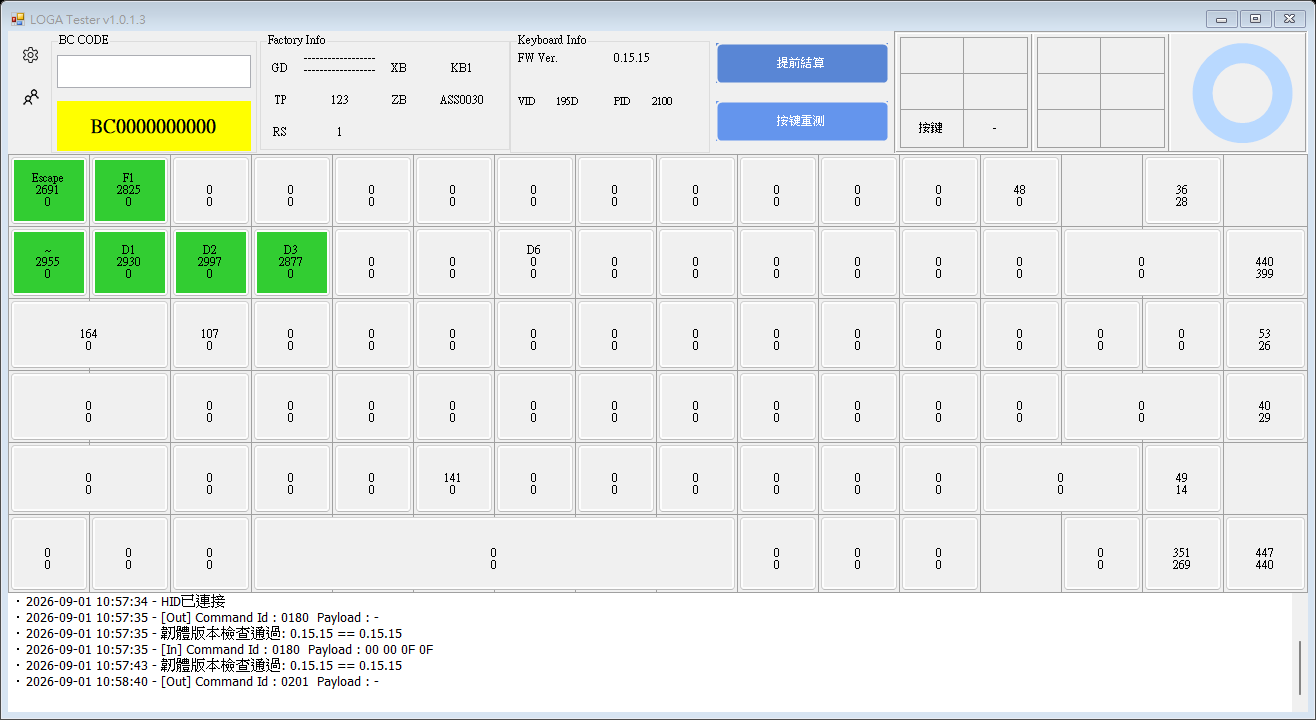 LOGA Tester v1.0.1.3
BC CODE
BC0000000000
Factory Info
GD ----------------- XB KB1
-----------------
TP 123 ZB ASS0030
RS 1
Keyboard Info
FW Ver. 0.15.15
VID 195D PID 2100
提前結算
按键重测
按鍵 -
Escape F1
2691 2825 0 0 0 0 0 0 0 0 0 0 48 36
0 0 0 0 0 0 0 0 0 0 0 0 0 28
~ D1 D2 D3 D6
2955 2930 2997 2877 0 0 0 0 0 0 0 0 0 0 440
0 0 0 0 0 0 0 0 0 0 0 0 0 0 399
164 107 0 0 0 0 0 0 0 0 0 0 0 0 53
0 0 0 0 0 0 0 0 0 0 0 0 0 0 26
0 0 0 0 0 0 0 0 0 0 0 0 0 40
0 0 0 0 0 0 0 0 0 0 0 0 0 29
0 0 0 0 141 0 0 0 0 0 0 0 49
0 0 0 0 0 0 0 0 0 0 0 0 14
0 0 0 0 0 0 0 0 351 447
0 0 0 0 0 0 0 0 269 440
· 2026-09-01 10:57:34 - HID已連接
· 2026-09-01 10:57:35 - [Out] Command Id : 0180 Payload : -
· 2026-09-01 10:57:35 - 韌體版本檢查通過: 0.15.15 == 0.15.15
· 2026-09-01 10:57:35 - [In] Command Id : 0180 Payload : 00 00 0F 0F
· 2026-09-01 10:57:43 - 韌體版本檢查通過: 0.15.15 == 0.15.15
· 2026-09-01 10:58:40 - [Out] Command Id : 0201 Payload : -